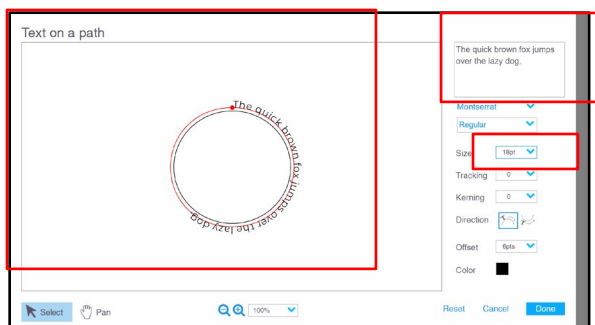 Text on a path
The quick brown fox jumps
over the lazy dog,
The quick brown fox jumps over the lazy dog
Montserrat
Regular
Size 18pt
Tracking 0
Kerning 0
Direction
Offset 6pts
Color
Select Pan 100% Reset Cancel Done